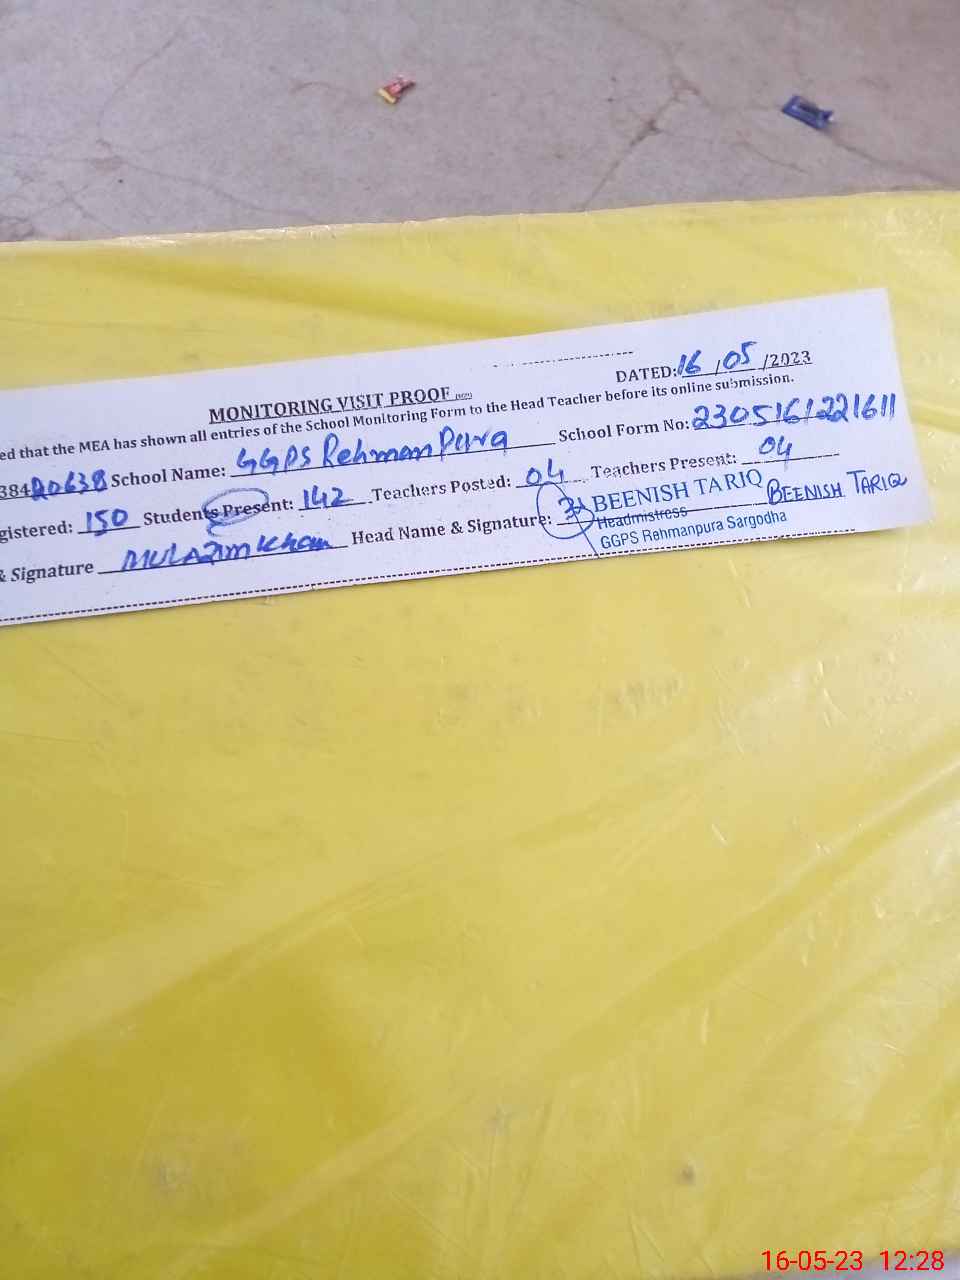 DATED: 16/05/2023
MONITORING VISIT PROOF
ed that the MEA has shown all entries of the School Monitoring Form to the Head Teacher before its online submission.
38420638 School Name: GGPS Rehman Pura School Form No: 230516122161
gistered: 150 Students Present: 142 Teachers Posted: 04 Teachers Present: 04
& Signature MULAZIM Khan Head Name & Signature: BEENISH TARIQ BEENISH TARIQ
Headmistress
GGPS Rehmanpura Sargodha
16-05-23 12:28